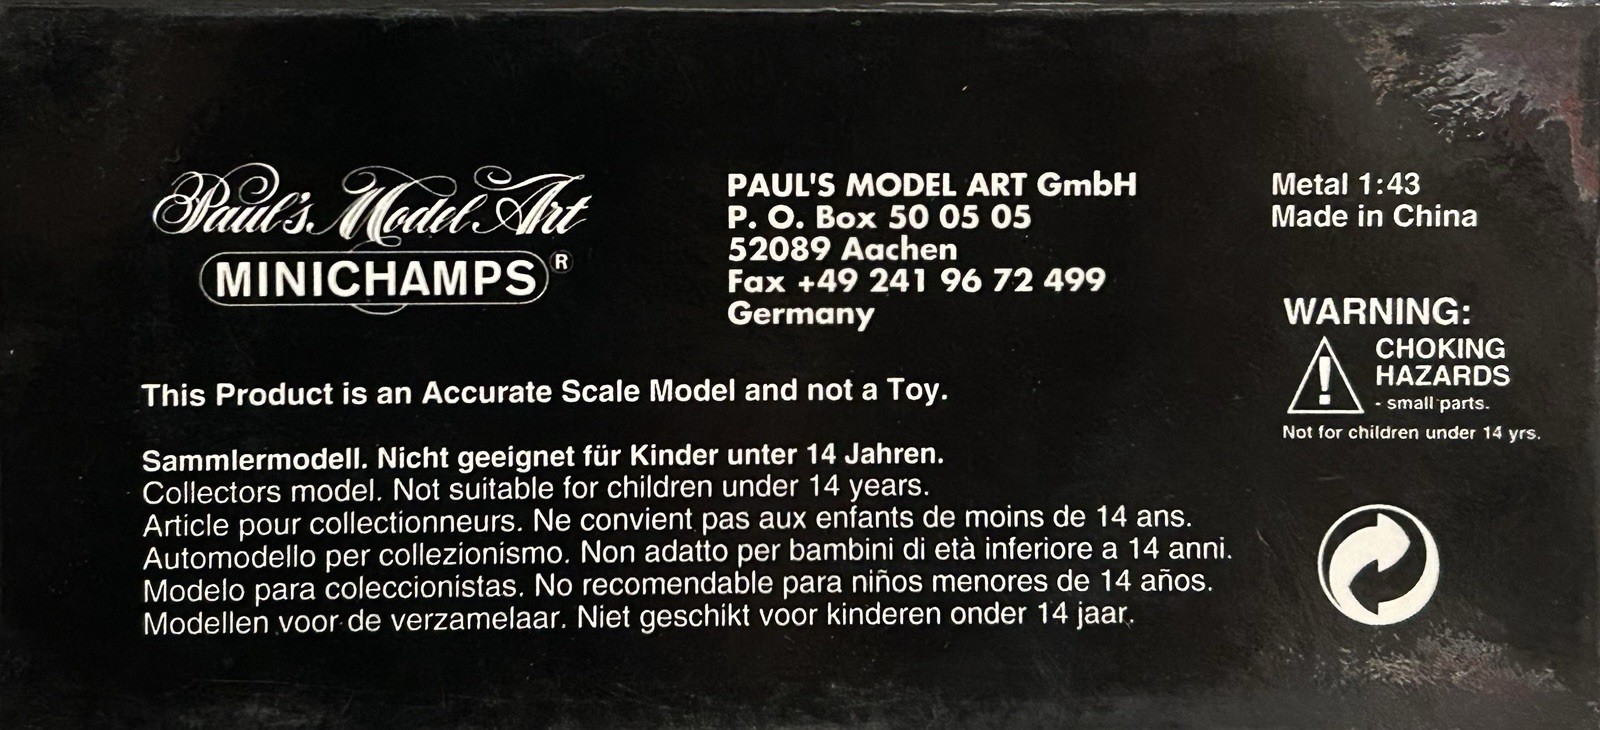 Paul's Model Art
MINICHAMPS®
PAUL'S MODEL ART GmbH
P. O. Box 50 05 05
52089 Aachen
Fax +49 241 96 72 499
Germany
Metal 1:43
Made in China
WARNING:
CHOKING
HAZARDS
- small parts.
Not for children under 14 yrs.
This Product is an Accurate Scale Model and not a Toy.
Sammlermodell. Nicht geeignet für Kinder unter 14 Jahren.
Collectors model. Not suitable for children under 14 years.
Article pour collectionneurs. Ne convient pas aux enfants de moins de 14 ans.
Automodello per collezionismo. Non adatto per bambini di età inferiore a 14 anni.
Modelo para coleccionistas. No recomendable para niños menores de 14 años.
Modellen voor de verzamelaar. Niet geschikt voor kinderen onder 14 jaar.